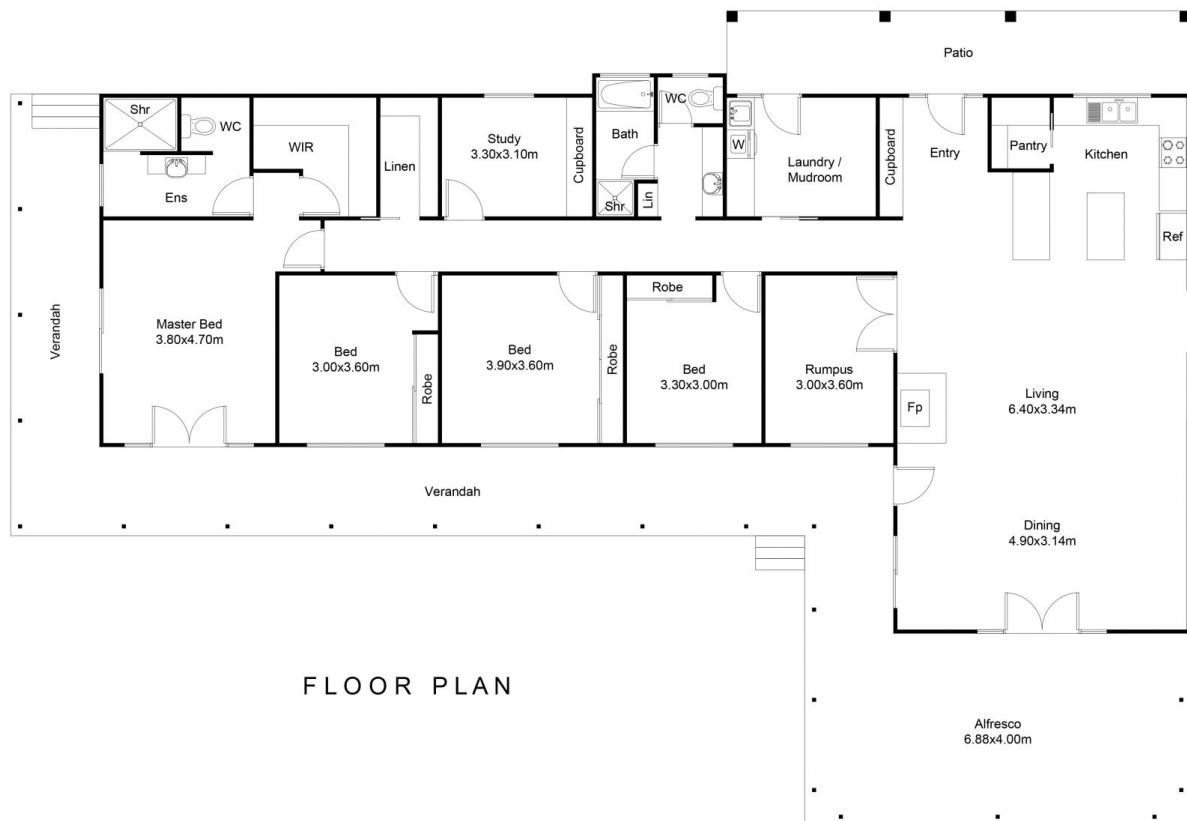 Patio
Shr
WC
WIR
Linen
Study
3.30x3.10m
Cupboard
Bath
WC
Shr
Lin
W
Laundry /
Mudroom
Cupboard
Entry
Pantry
Kitchen
Ref
Ens
Verandah
Master Bed
3.80x4.70m
Bed
3.00x3.60m
Robe
Bed
3.90x3.60m
Robe
Robe
Bed
3.30x3.00m
Rumpus
3.00x3.60m
Fp
Living
6.40x3.34m
Verandah
Dining
4.90x3.14m
FLOOR PLAN
Alfresco
6.88x4.00m